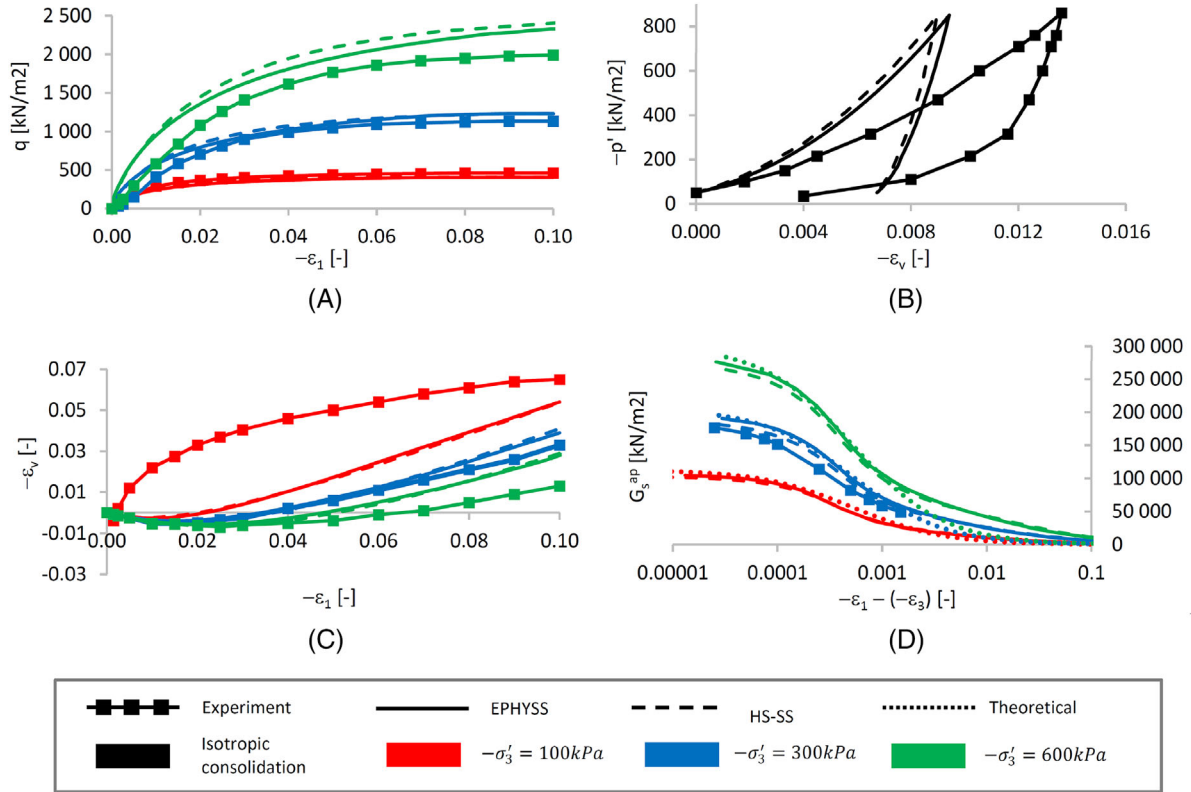 2 500
2 000
1 500
1 000
500
0
q [kN/m2]
0.00 0.02 0.04 0.06 0.08 0.10
−ε₁ [-]
(A)
800
600
400
200
0
−p' [kN/m2]
0.000 0.004 0.008 0.012 0.016
−εᵥ [-]
(B)
0.07
0.05
0.03
0.01
-0.01
-0.03
−εᵥ [-]
0.00 0.02 0.04 0.06 0.08 0.10
−ε₁ [-]
(C)
300 000
250 000
200 000
150 000
100 000
50 000
0
Gₛᵃᵖ [kN/m2]
0.00001 0.0001 0.001 0.01 0.1
−ε₁ − (−ε₃) [-]
(D)
Experiment EPHYSS HS-SS Theoretical
Isotropic
consolidation
−σ′₃ = 100kPa −σ′₃ = 300kPa −σ′₃ = 600kPa